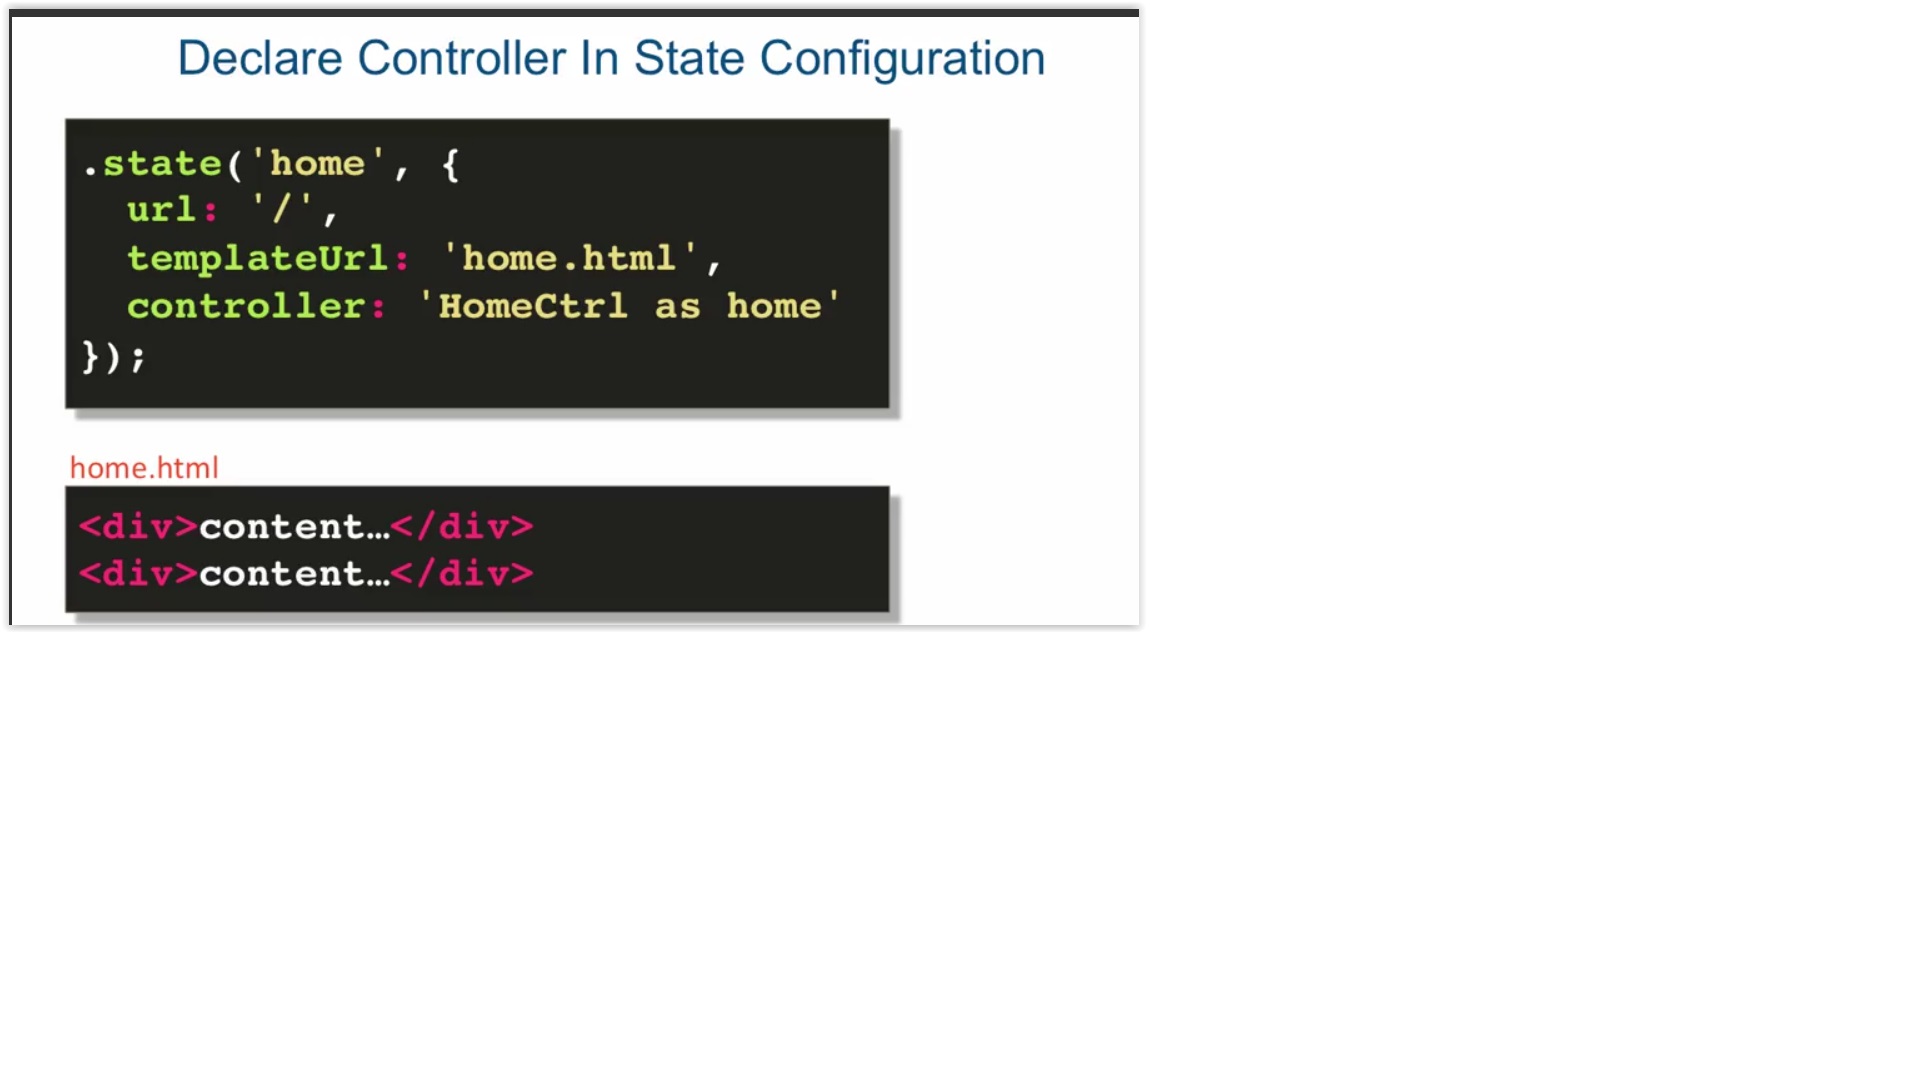 Declare Controller In State Configuration
.state('home', {
  url: '/',
  templateUrl: 'home.html',
  controller: 'HomeCtrl as home'
});
home.html
<div>content…</div>
<div>content…</div>